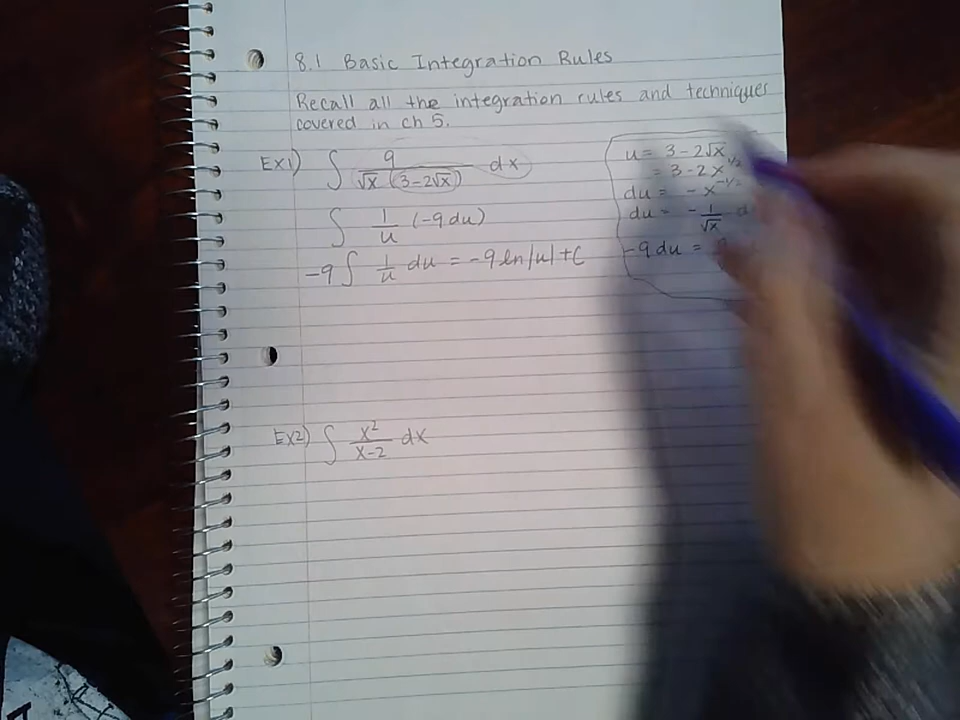 8.1 Basic Integration Rules
Recall all the integration rules and techniques
covered in ch 5.
Ex1) ∫ 9/(√x (3-2√x)) dx
∫ 1/u (-9du)
-9∫ 1/u du = -9 ln|u|+C
u = 3-2√x
= 3-2x^1/2
du = -x^-1/2
du = -1/√x
-9du =
Ex2) ∫ x²/(x-2) dx